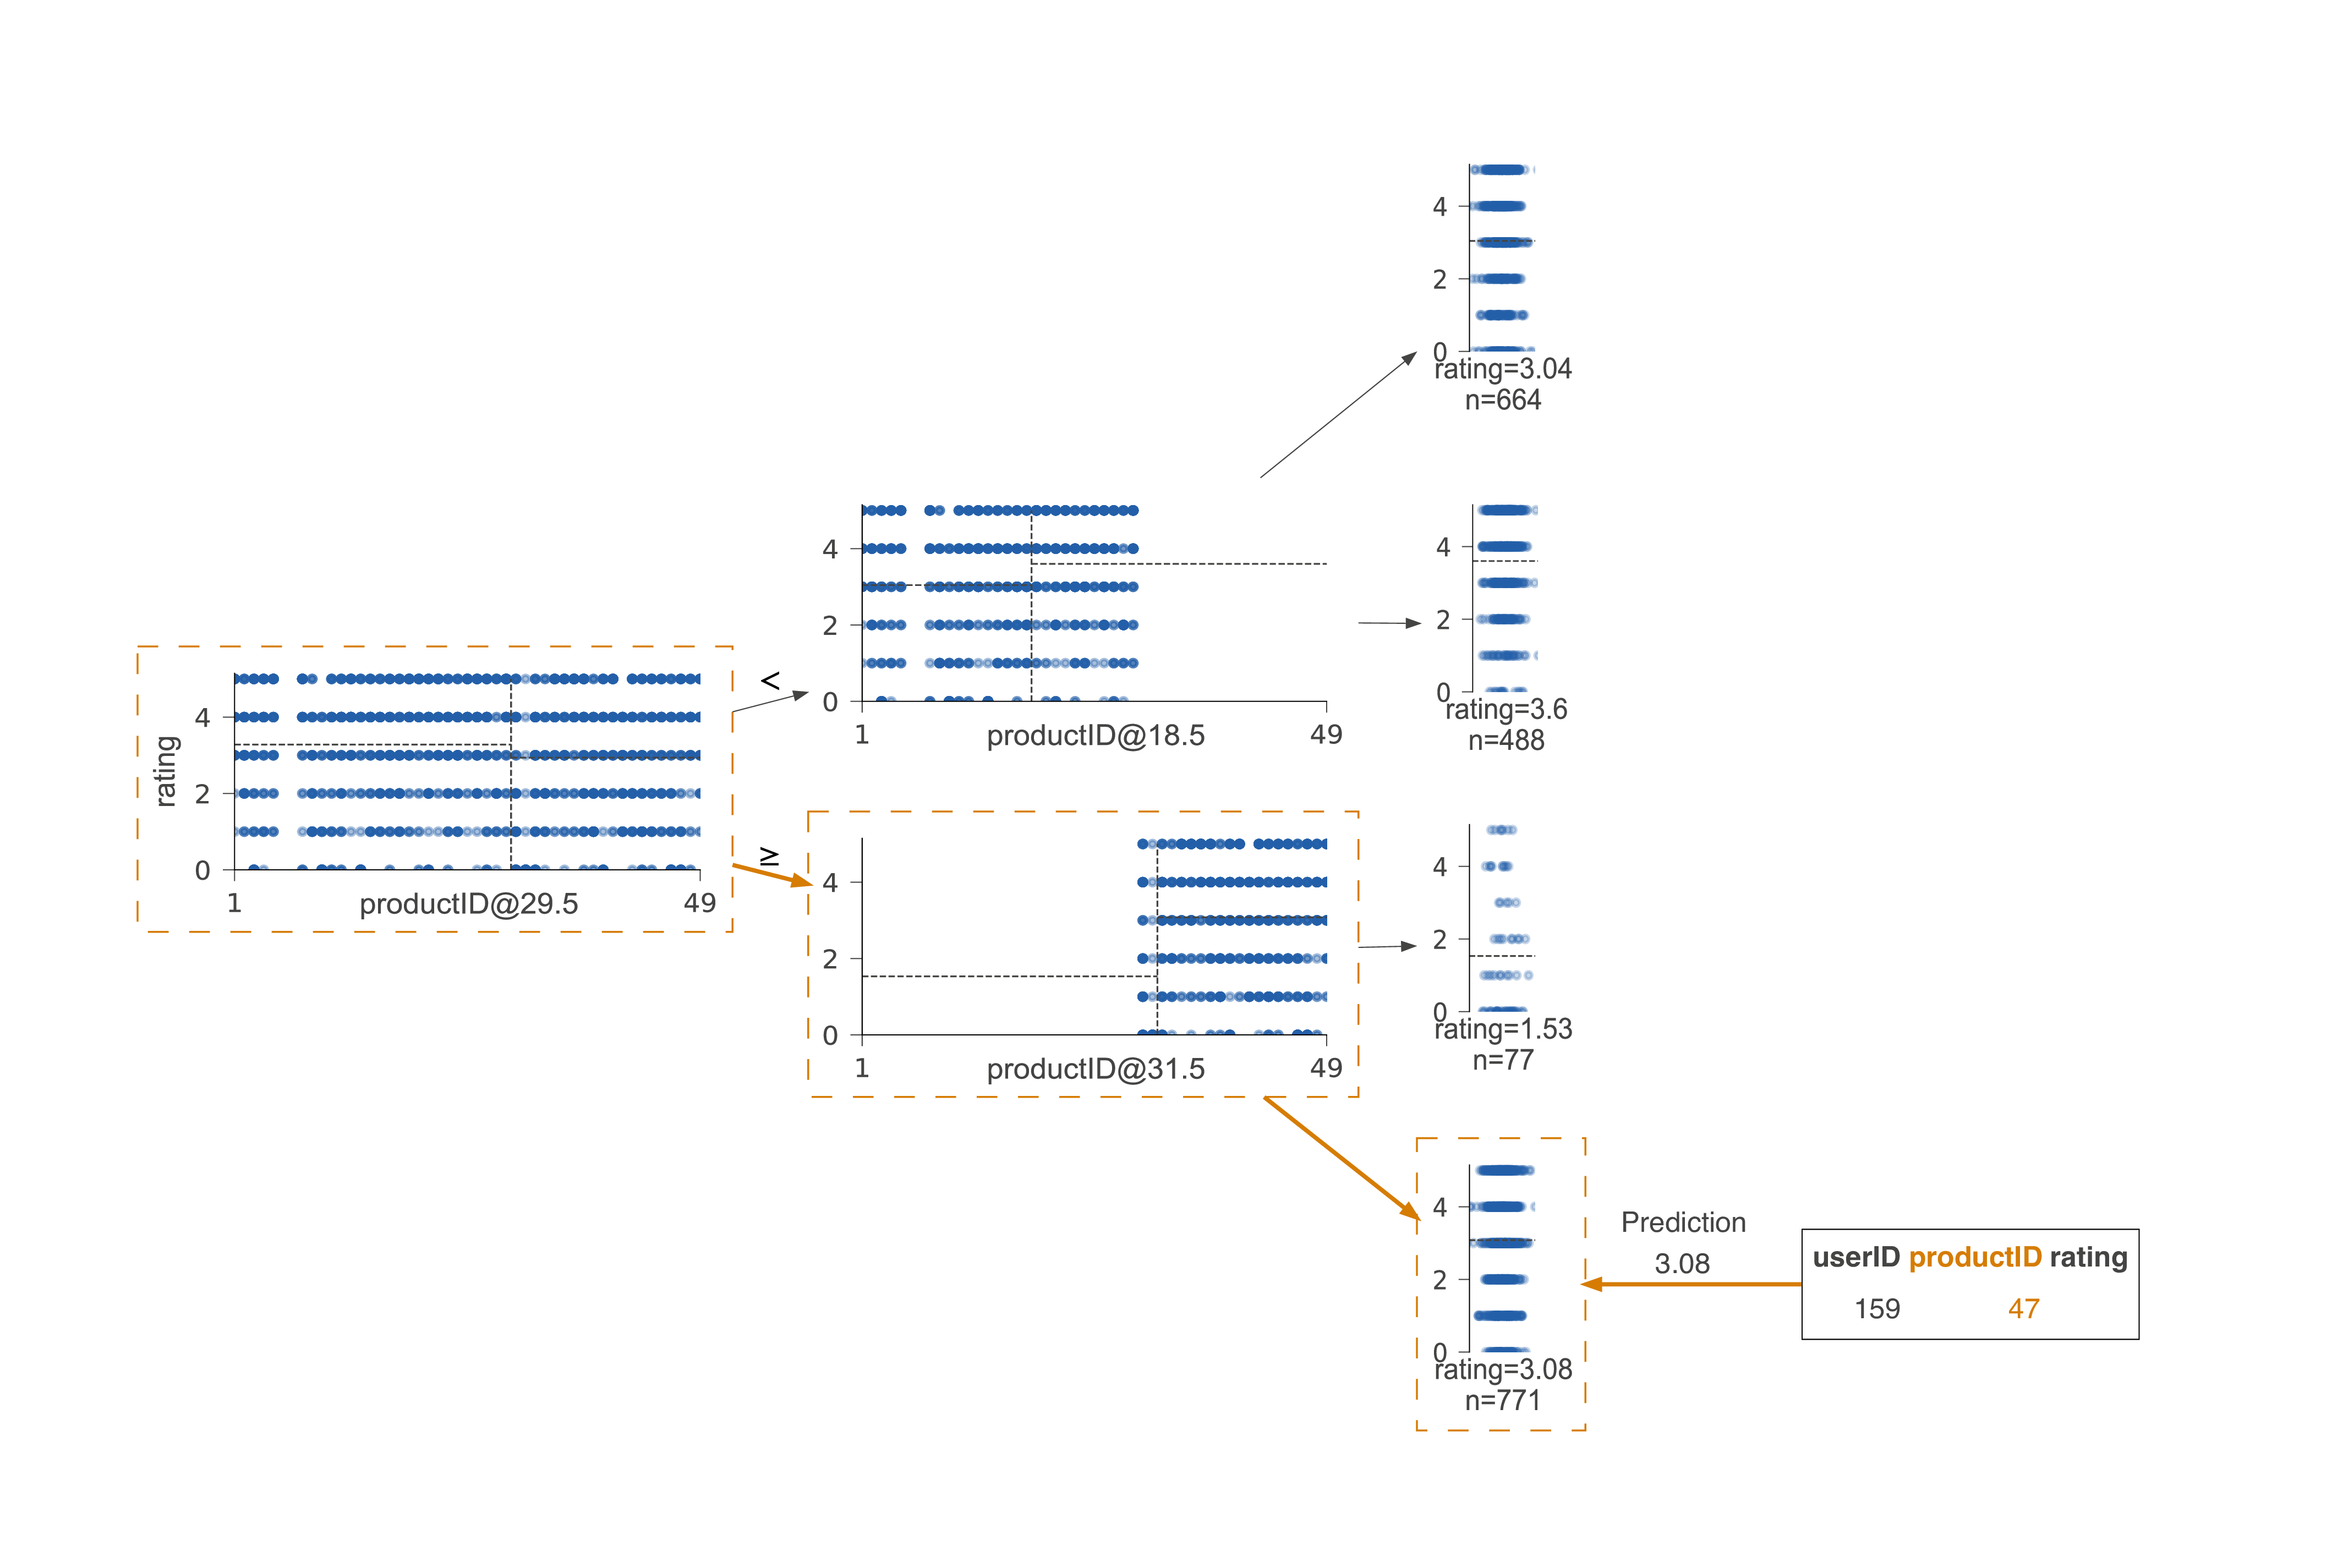 4
2
0
rating=3.04
n=664
4
2
0
1
productID@18.5
49
4
2
0
rating=3.6
n=488
<
rating
4
2
0
1
productID@29.5
49
≥
4
2
0
1
productID@31.5
49
4
2
0
rating=1.53
n=77
4
2
0
rating=3.08
n=771
Prediction
3.08
userID productID rating
159 47